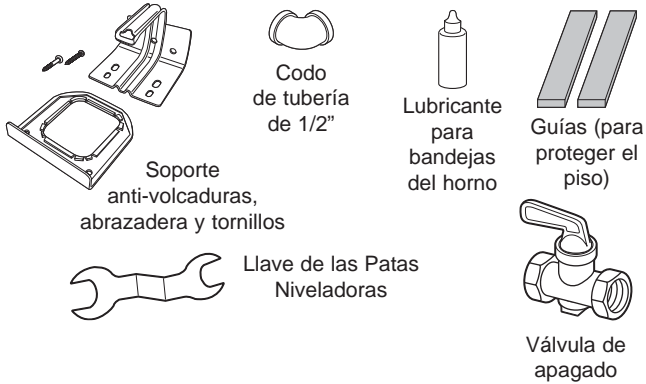 Codo
de tubería
de 1/2”
Lubricante
para
bandejas
del horno
Guías (para
proteger el
piso)
Soporte
anti-volcaduras,
abrazadera y tornillos
Llave de las Patas
Niveladoras
Válvula de
apagado